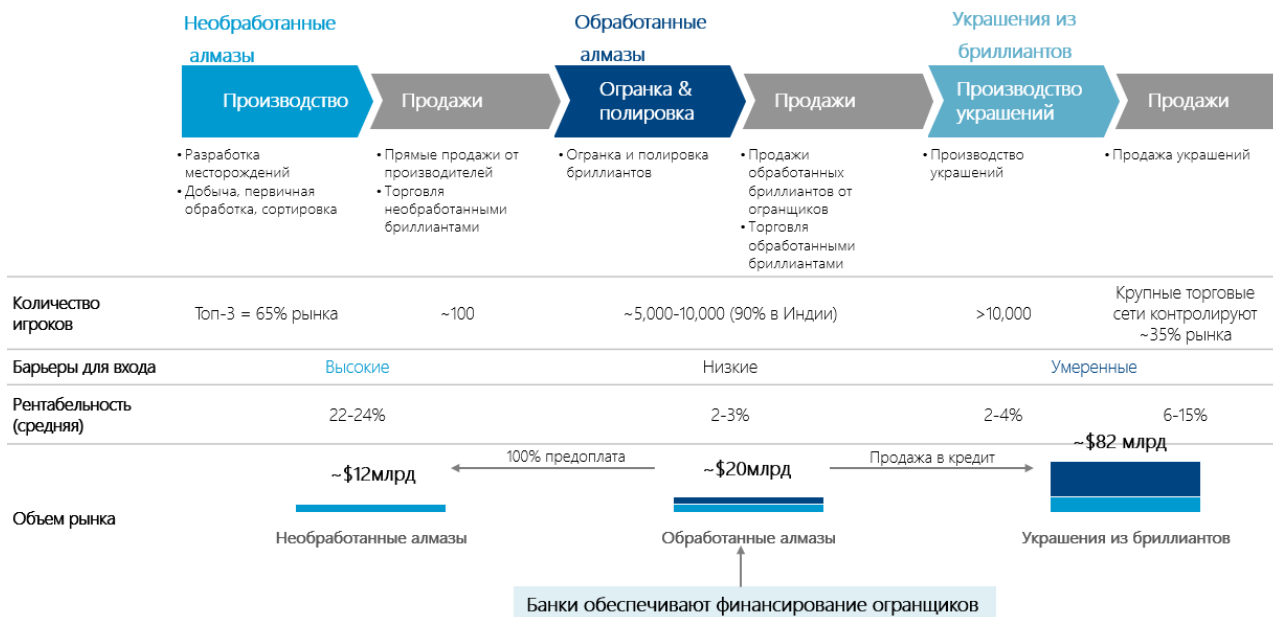 Необработанные
алмазы
Обработанные
алмазы
Украшения из
бриллиантов
Производство
Продажи
Огранка &
полировка
Продажи
Производство
украшений
Продажи
• Разработка
месторождений
• Добыча, первичная
обработка, сортировка
• Прямые продажи от
производителей
• Торговля
необработанными
бриллиантами
• Огранка и полировка
бриллиантов
• Продажи
обработанных
бриллиантов от
огранщиков
• Торговля
обработанными
бриллиантами
• Производство
украшений
• Продажа украшений
Количество
игроков
Топ-3 = 65% рынка
~100
~5,000-10,000 (90% в Индии)
>10,000
Крупные торговые
сети контролируют
~35% рынка
Барьеры для входа
Высокие
Низкие
Умеренные
Рентабельность
(средняя)
22-24%
2-3%
2-4%
6-15%
Объем рынка
~$12млрд
100% предоплата
~$20млрд
Продажа в кредит
~$82 млрд
Необработанные алмазы
Обработанные алмазы
Украшения из бриллиантов
Банки обеспечивают финансирование огранщиков